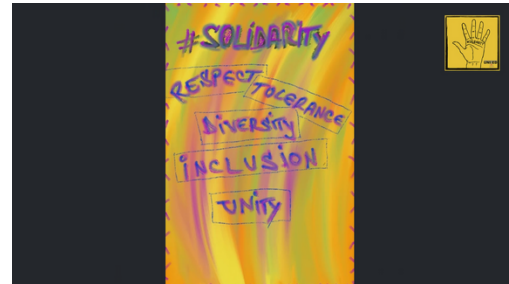 #SOLiDARiTy
RESPECT
TOLERANCE
DiVERSiTy
iNCLUSiON
UNiTy